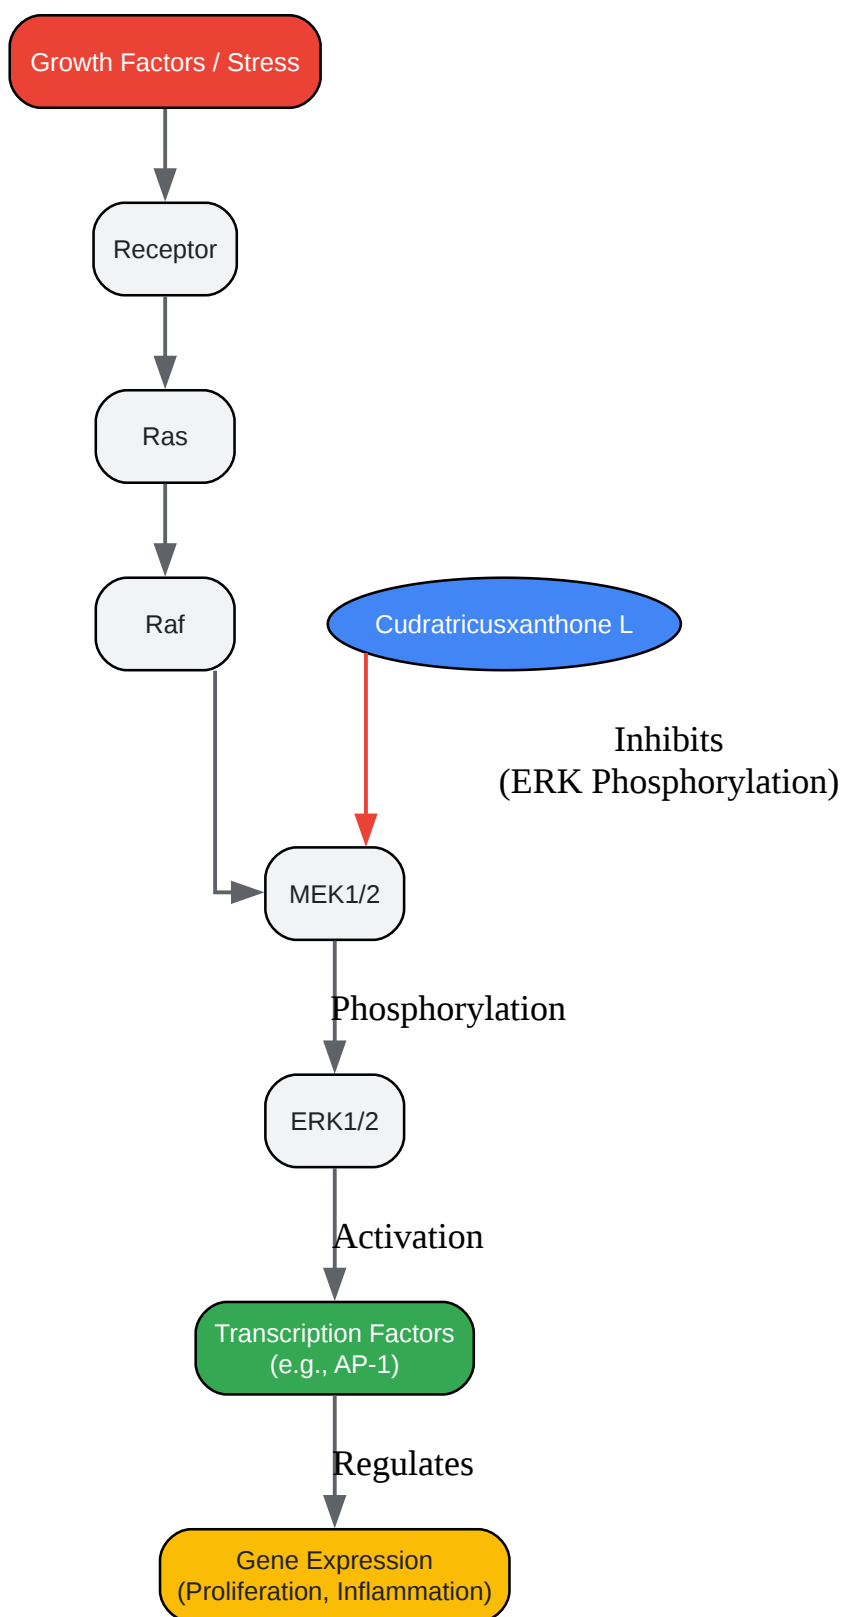 Growth Factors / Stress
Receptor
Ras
Raf
Cudratricusxanthone L
Inhibits
(ERK Phosphorylation)
MEK1/2
Phosphorylation
ERK1/2
Activation
Transcription Factors
(e.g., AP-1)
Regulates
Gene Expression
(Proliferation, Inflammation)